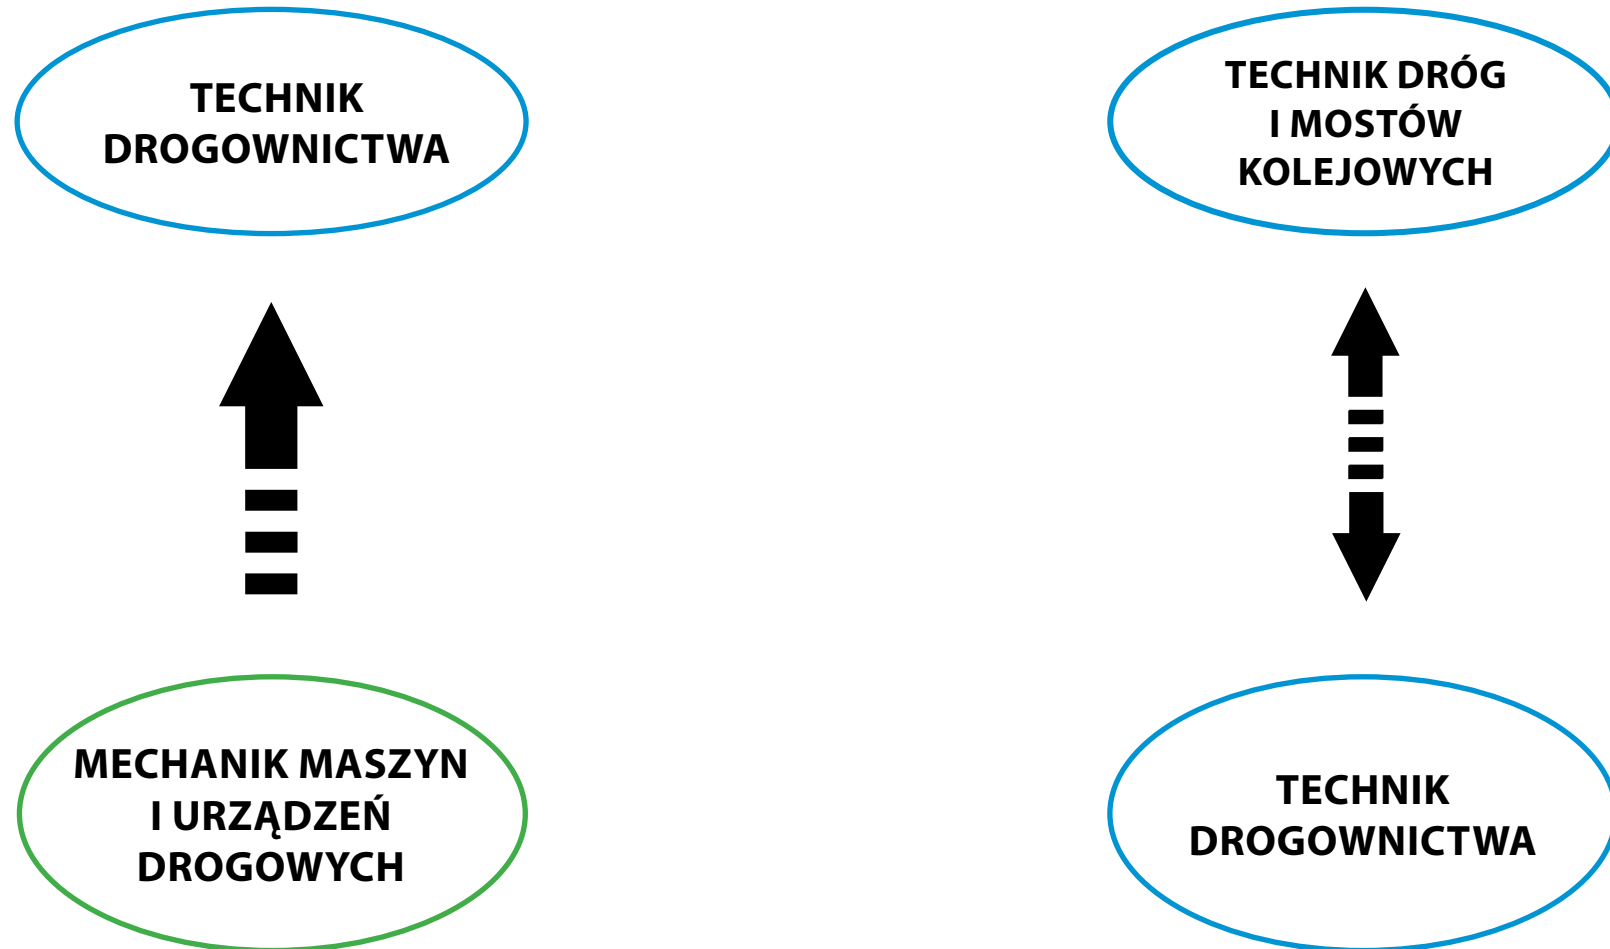 TECHNIK
DROGOWNICTWA
TECHNIK DRÓG
I MOSTÓW
KOLEJOWYCH
MECHANIK MASZYN
I URZĄDZEŃ
DROGOWYCH
TECHNIK
DROGOWNICTWA